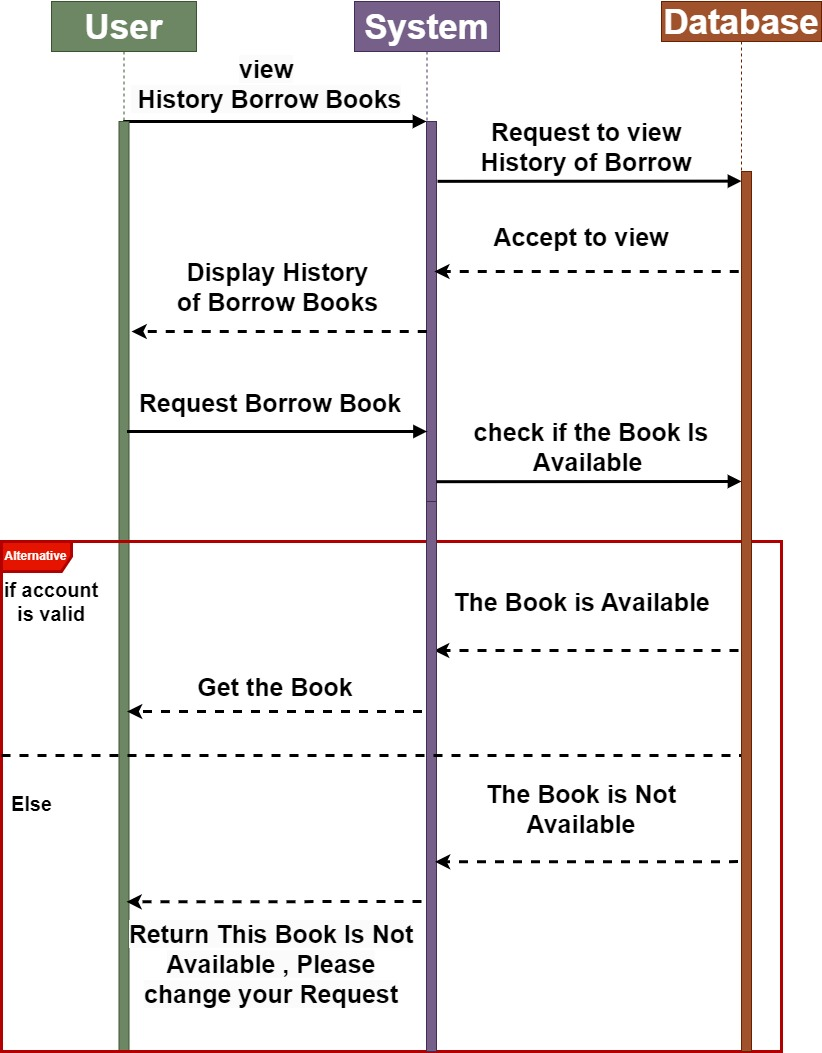 User
System
Database
view
History Borrow Books
Request to view
History of Borrow
Accept to view
Display History
of Borrow Books
Request Borrow Book
check if the Book Is
Available
Alternative
if account
is valid
The Book is Available
Get the Book
Else
The Book is Not
Available
Return This Book Is Not
Available , Please
change your Request